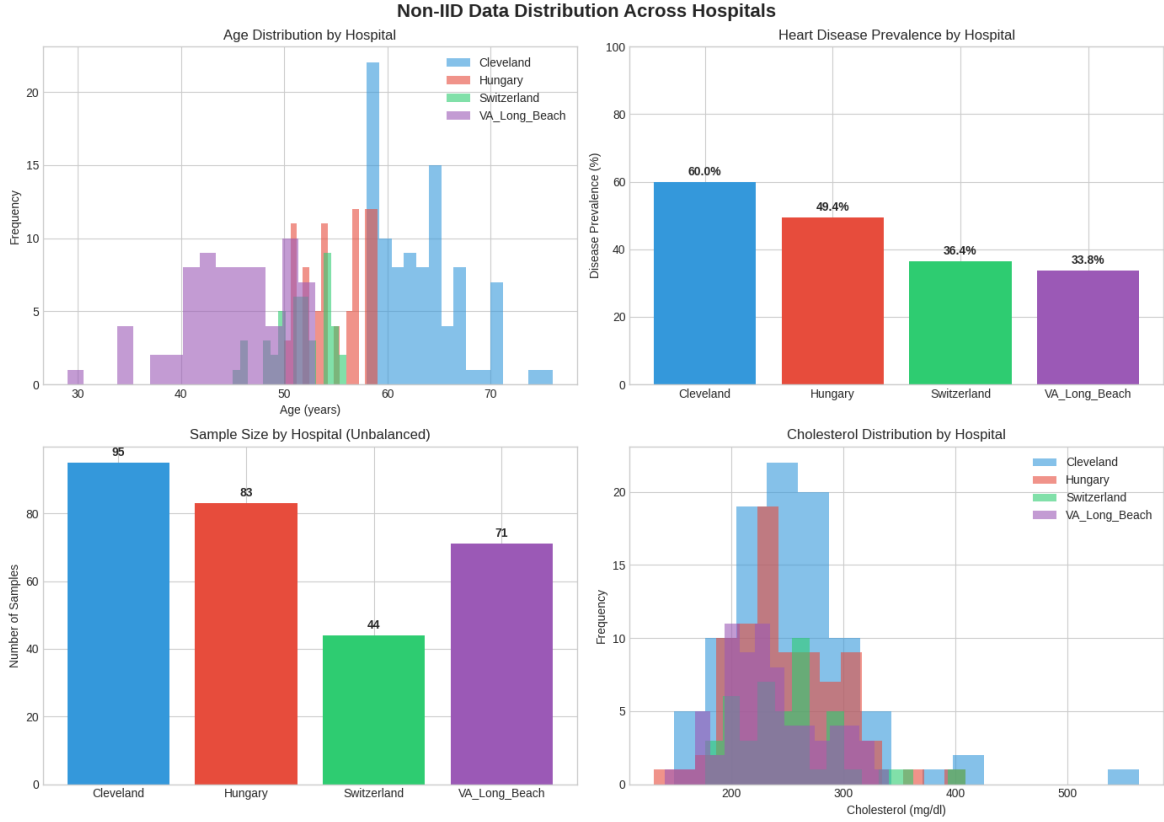 Non-IID Data Distribution Across Hospitals
Age Distribution by Hospital
Cleveland
Hungary
Switzerland
VA_Long_Beach
Frequency
0
5
10
15
20
30
40
50
60
70
Age (years)
Heart Disease Prevalence by Hospital
Disease Prevalence (%)
100
80
60
40
20
0
60.0%
49.4%
36.4%
33.8%
Cleveland
Hungary
Switzerland
VA_Long_Beach
Sample Size by Hospital (Unbalanced)
Number of Samples
80
60
40
20
0
95
83
44
71
Cleveland
Hungary
Switzerland
VA_Long_Beach
Cholesterol Distribution by Hospital
Cleveland
Hungary
Switzerland
VA_Long_Beach
Frequency
20
15
10
5
0
200
300
400
500
Cholesterol (mg/dl)